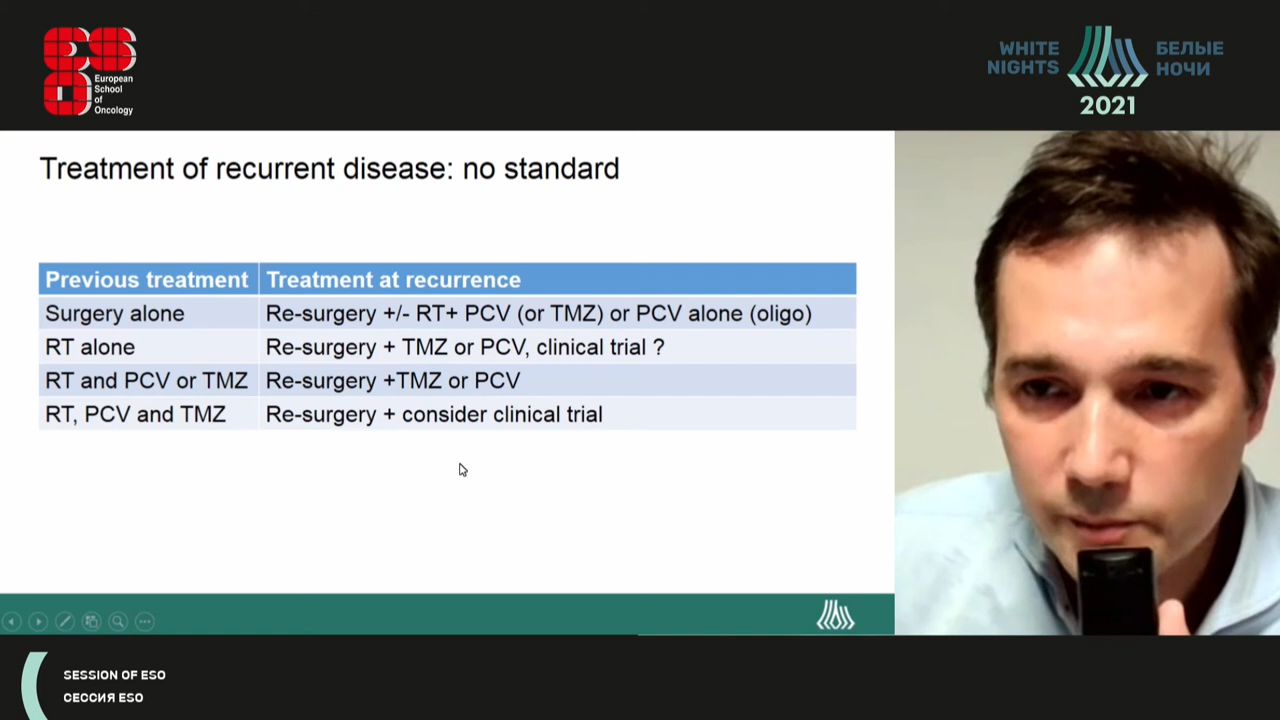 ESO
European
School
of
Oncology
WHITE
NIGHTS
БЕЛЫЕ
НОЧИ
2021
Treatment of recurrent disease: no standard
Previous treatment Treatment at recurrence
Surgery alone Re-surgery +/- RT+ PCV (or TMZ) or PCV alone (oligo)
RT alone Re-surgery + TMZ or PCV, clinical trial ?
RT and PCV or TMZ Re-surgery +TMZ or PCV
RT, PCV and TMZ Re-surgery + consider clinical trial
SESSION OF ESO
СЕССИЯ ESO